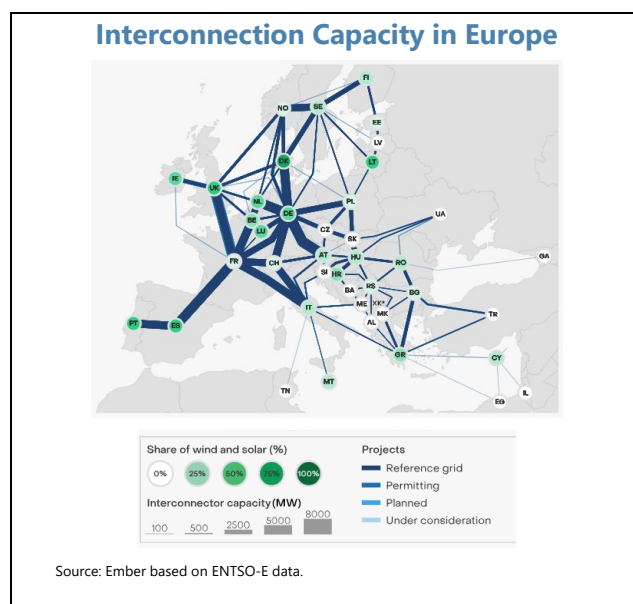 Interconnection Capacity in Europe
FI
NO
SE
EE
LV
DK
LT
IE
UK
NL
BE
DE
PL
LU
CZ
UA
SK
FR
CH
AT
HU
RO
GA
SI
HR
BA
RS
BG
IT
ME
XK*
MK
AL
TR
PT
ES
GR
CY
MT
TN
EG
IL
Share of wind and solar (%)
0%
25%
50%
75%
100%
Interconnector capacity (MW)
100
500
2500
5000
8000
Projects
Reference grid
Permitting
Planned
Under consideration
Source: Ember based on ENTSO-E data.